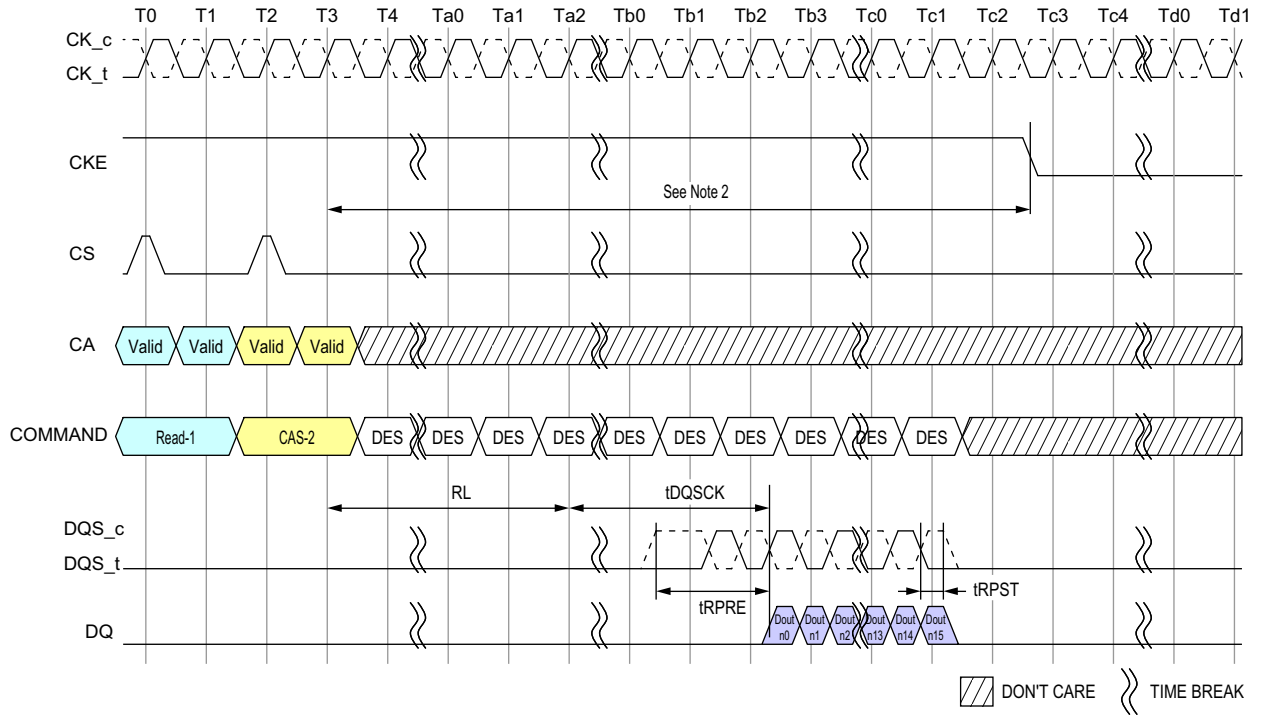 T0 T1 T2 T3 T4 Ta0 Ta1 Ta2 Tb0 Tb1 Tb2 Tb3 Tc0 Tc1 Tc2 Tc3 Tc4 Td0 Td1
CK_c
CK_t
CKE
See Note 2
CS
CA Valid Valid Valid Valid
COMMAND Read-1 CAS-2 DES DES DES DES DES DES DES DES DES DES
RL tDQSCK
DQS_c
DQS_t
tRPRE tRPST
DQ
Dout Dout Dout Dout Dout Dout
n0 n1 n2 n13 n14 n15
DON'T CARE TIME BREAK